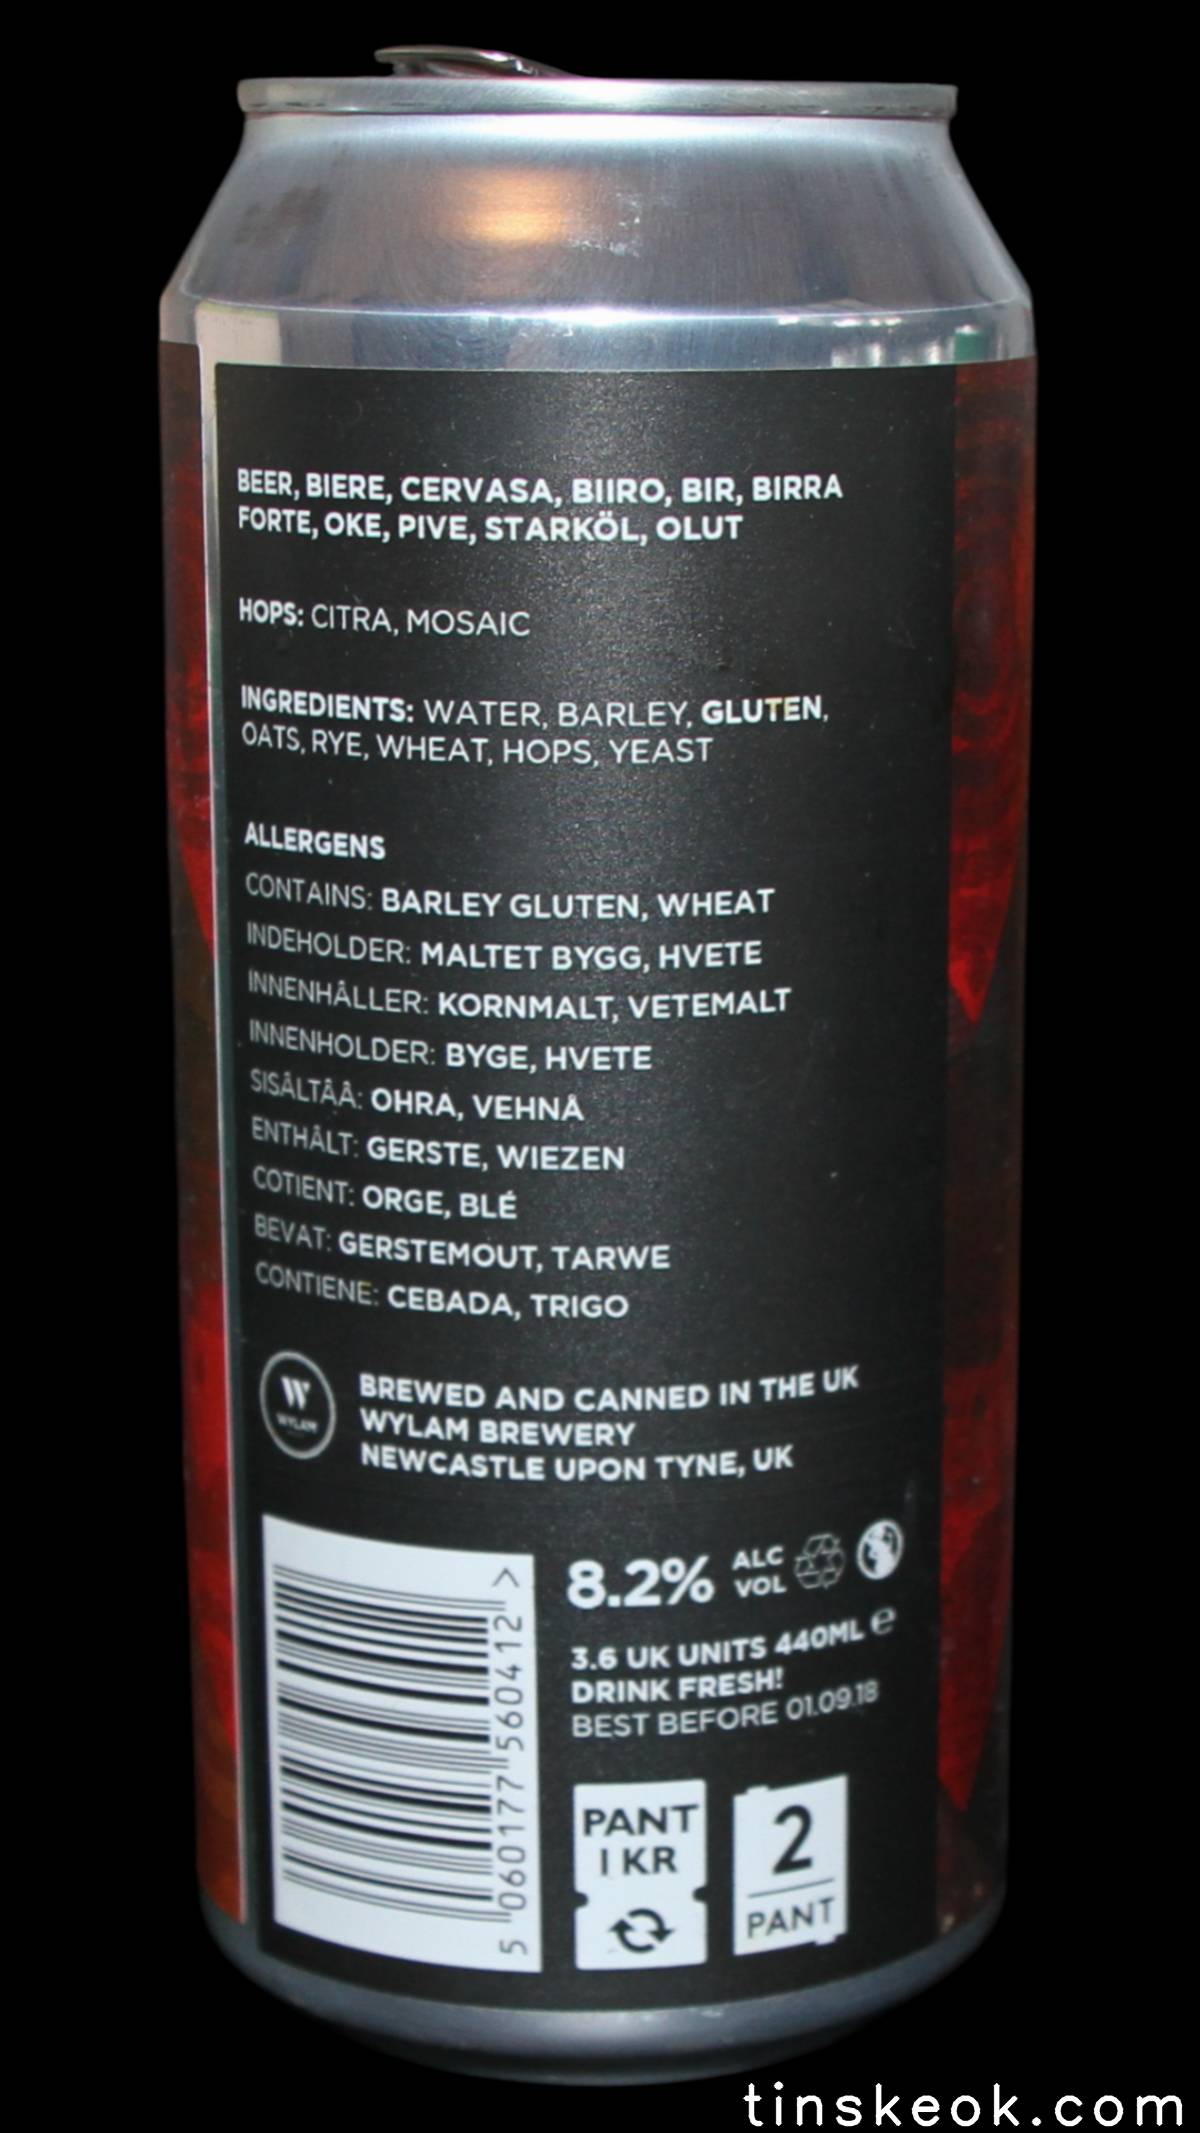 BEER, BIERE, CERVASA, BIIRO, BIR, BIRRA
FORTE, OKE, PIVE, STARKÖL, OLUT
HOPS: CITRA, MOSAIC
INGREDIENTS: WATER, BARLEY, GLUTEN,
OATS, RYE, WHEAT, HOPS, YEAST
ALLERGENS
CONTAINS: BARLEY GLUTEN, WHEAT
INDEHOLDER: MALTET BYGG, HVETE
INNENHÅLLER: KORNMALT, VETEMALT
INNENHOLDER: BYGE, HVETE
SISÅLTÅÅ: OHRA, VEHNÅ
ENTHÅLT: GERSTE, WIEZEN
COTIENT: ORGE, BLÉ
BEVAT: GERSTEMOUT, TARWE
CONTIENE: CEBADA, TRIGO
W
WYLAM
BREWED AND CANNED IN THE UK
WYLAM BREWERY
NEWCASTLE UPON TYNE, UK
8.2% ALC VOL
3.6 UK UNITS 440ML ℮
DRINK FRESH!
BEST BEFORE 01.09.18
5 060177 560412 >
PANT
1 KR
2
PANT
tinskeok.com